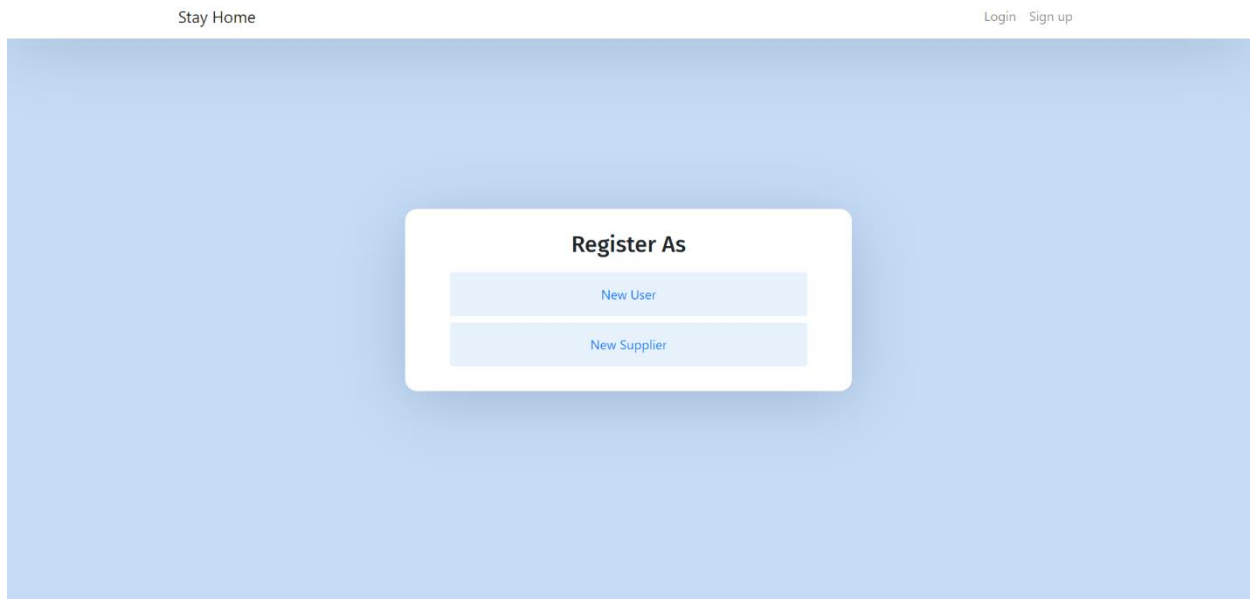 Stay Home
Login Sign up
Register As
New User
New Supplier